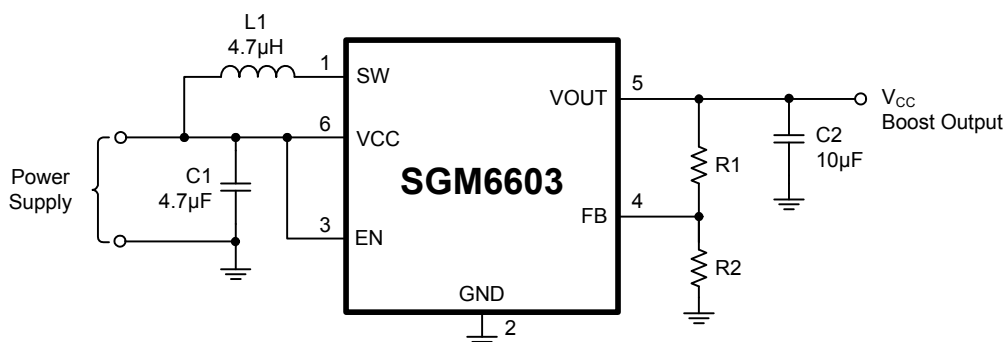 L1
4.7µH
1
SW
5
VOUT
V_CC
Boost Output
6
VCC
C2
10µF
R1
SGM6603
Power
Supply
C1
4.7µF
4
FB
3
EN
R2
GND
2